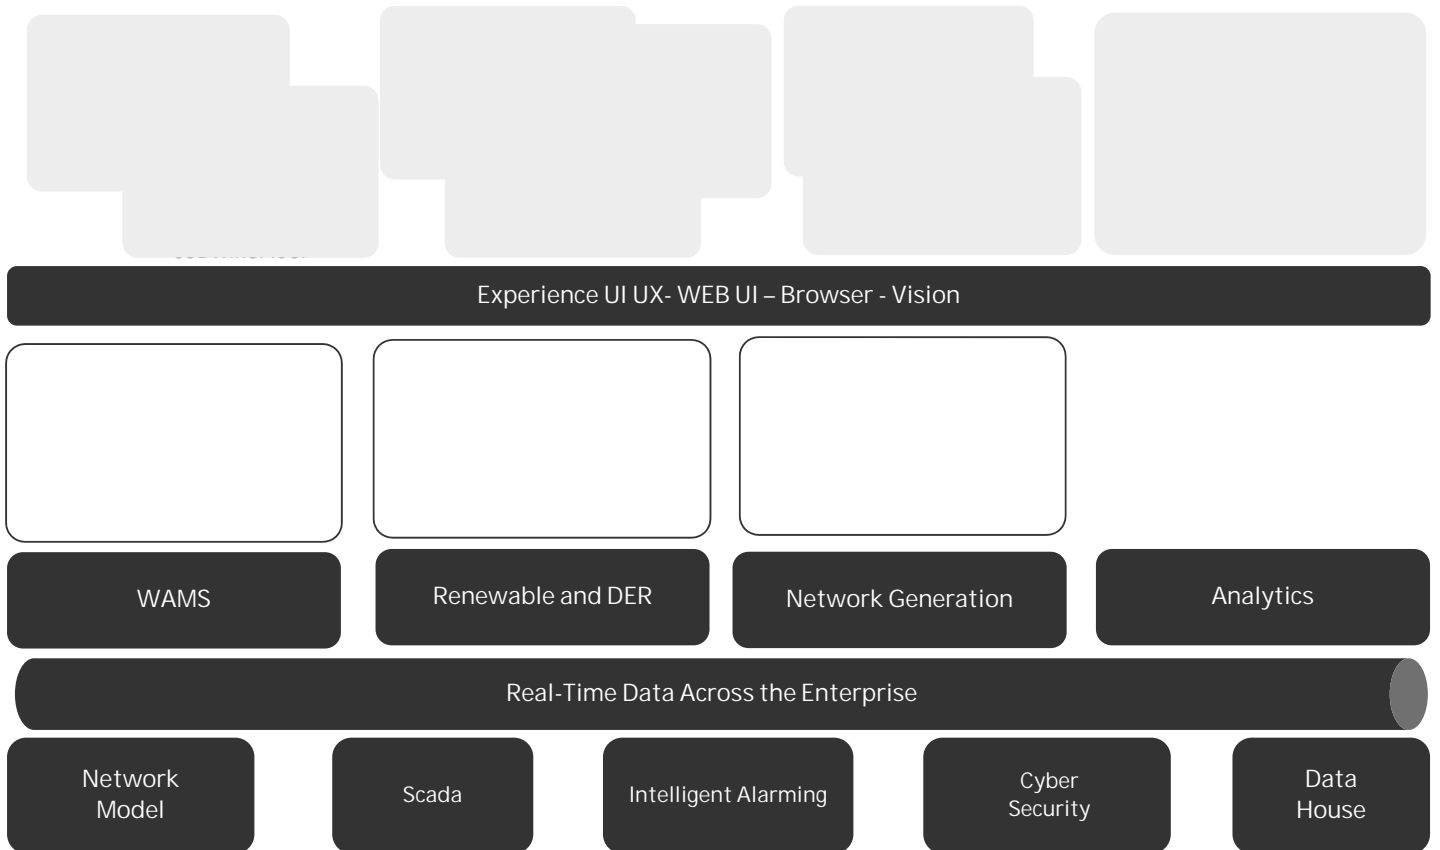 Experience UI UX- WEB UI – Browser - Vision
WAMS
Renewable and DER
Network Generation
Analytics
Real-Time Data Across the Enterprise
Network
Model
Scada
Intelligent Alarming
Cyber
Security
Data
House